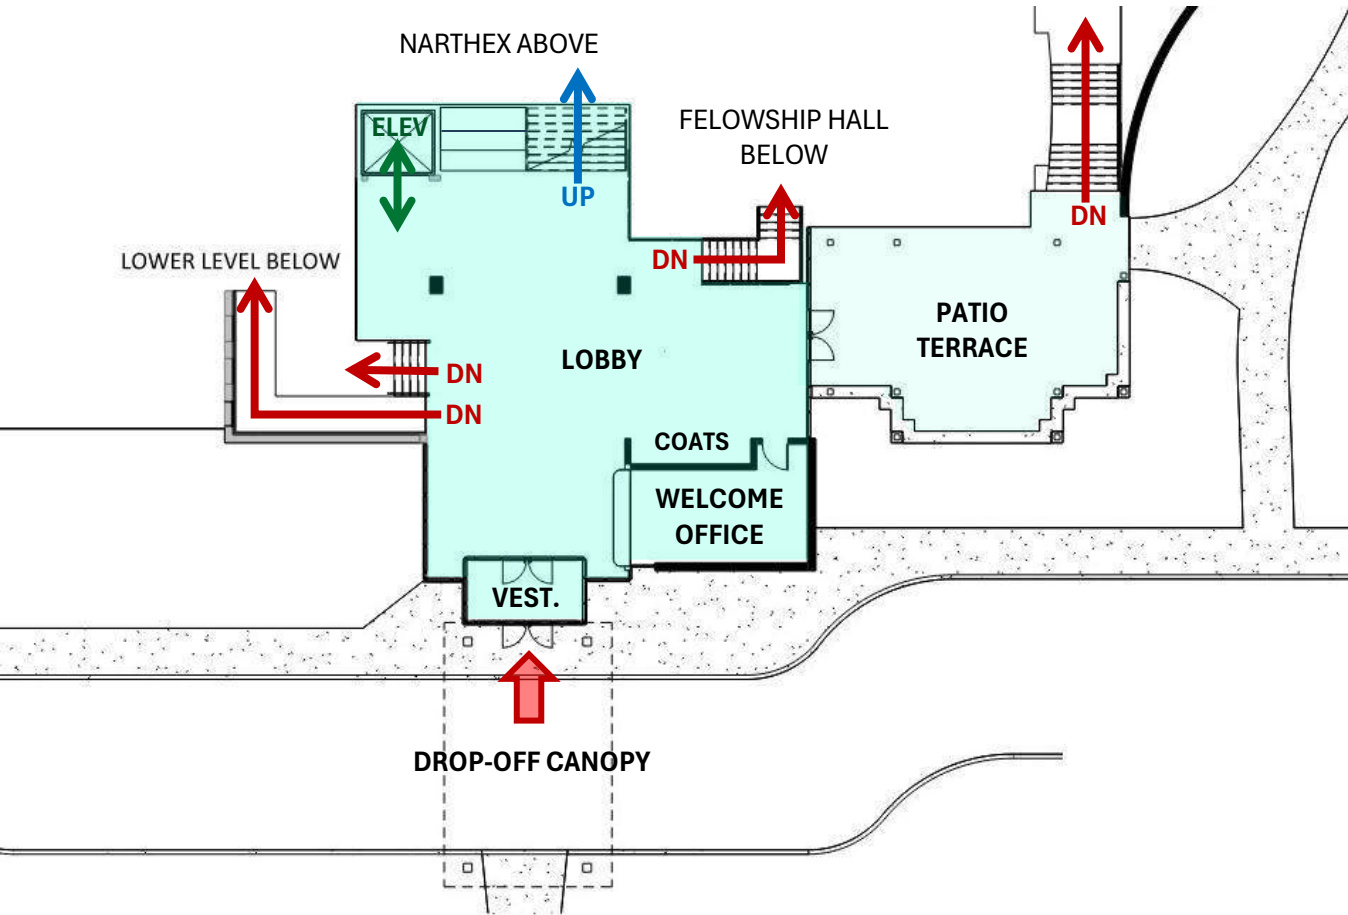 NARTHEX ABOVE
ELEV
UP
FELOWSHIP HALL
BELOW
DN
DN
LOWER LEVEL BELOW
PATIO
TERRACE
LOBBY
DN
DN
COATS
WELCOME
OFFICE
VEST.
DROP-OFF CANOPY